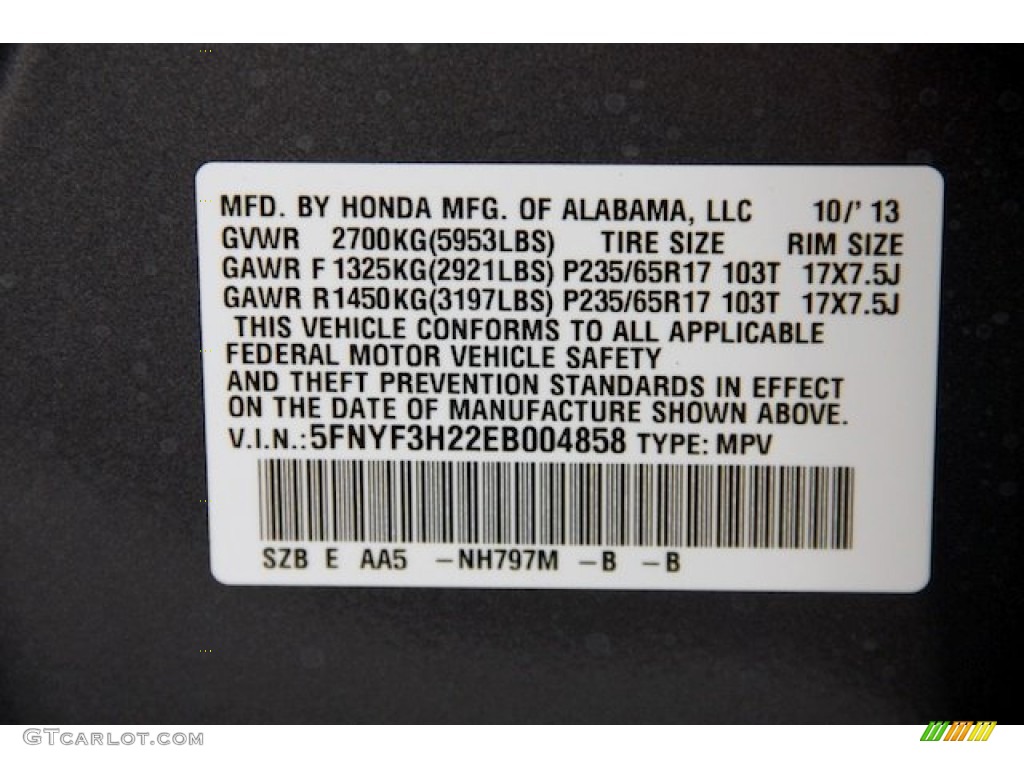 MFD. BY HONDA MFG. OF ALABAMA, LLC 10/' 13
GVWR 2700KG(5953LBS) TIRE SIZE RIM SIZE
GAWR F 1325KG(2921LBS) P235/65R17 103T 17X7.5J
GAWR R1450KG(3197LBS) P235/65R17 103T 17X7.5J
THIS VEHICLE CONFORMS TO ALL APPLICABLE
FEDERAL MOTOR VEHICLE SAFETY
AND THEFT PREVENTION STANDARDS IN EFFECT
ON THE DATE OF MANUFACTURE SHOWN ABOVE.
V.I.N.: 5FNYF3H22EB004858 TYPE: MPV
SZB E AA5 -NH797M -B -B
GTCARLOT.COM